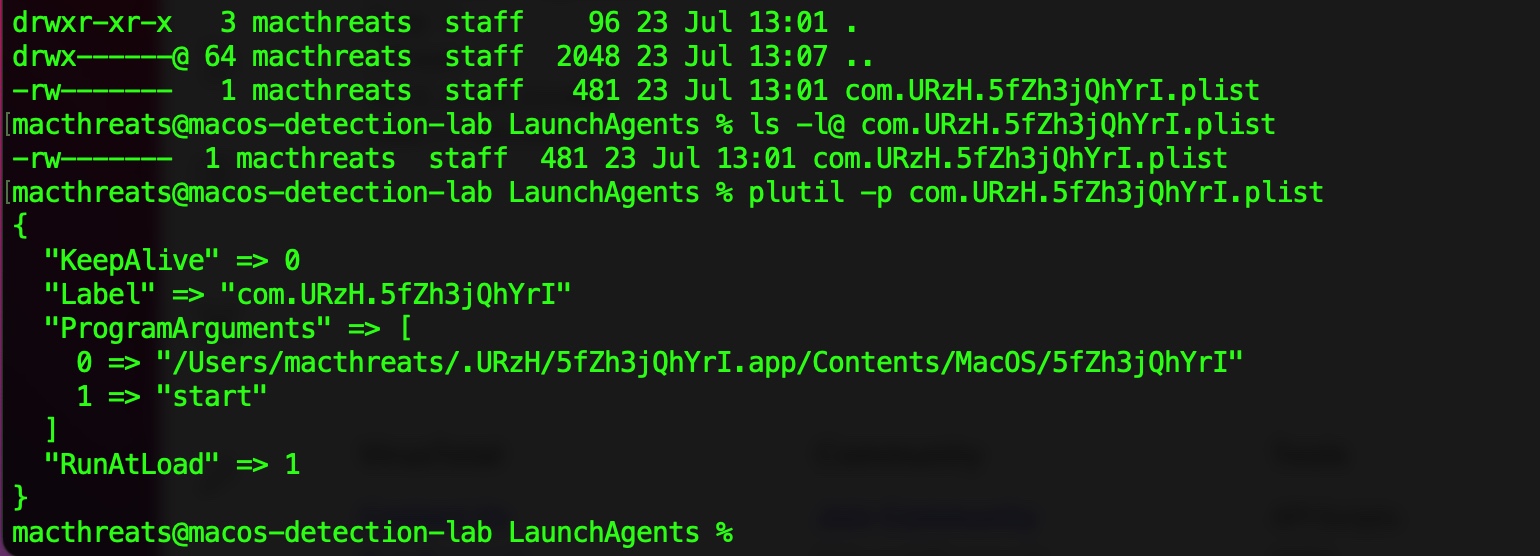 drwxr-xr-x   3 macthreats  staff    96 23 Jul 13:01 .
drwx------@ 64 macthreats  staff  2048 23 Jul 13:07 ..
-rw-------   1 macthreats  staff   481 23 Jul 13:01 com.URzH.5fZh3jQhYrI.plist
[macthreats@macos-detection-lab LaunchAgents % ls -l@ com.URzH.5fZh3jQhYrI.plist
-rw-------  1 macthreats  staff  481 23 Jul 13:01 com.URzH.5fZh3jQhYrI.plist
[macthreats@macos-detection-lab LaunchAgents % plutil -p com.URzH.5fZh3jQhYrI.plist
{
  "KeepAlive" => 0
  "Label" => "com.URzH.5fZh3jQhYrI"
  "ProgramArguments" => [
    0 => "/Users/macthreats/.URzH/5fZh3jQhYrI.app/Contents/MacOS/5fZh3jQhYrI"
    1 => "start"
  ]
  "RunAtLoad" => 1
}
macthreats@macos-detection-lab LaunchAgents %